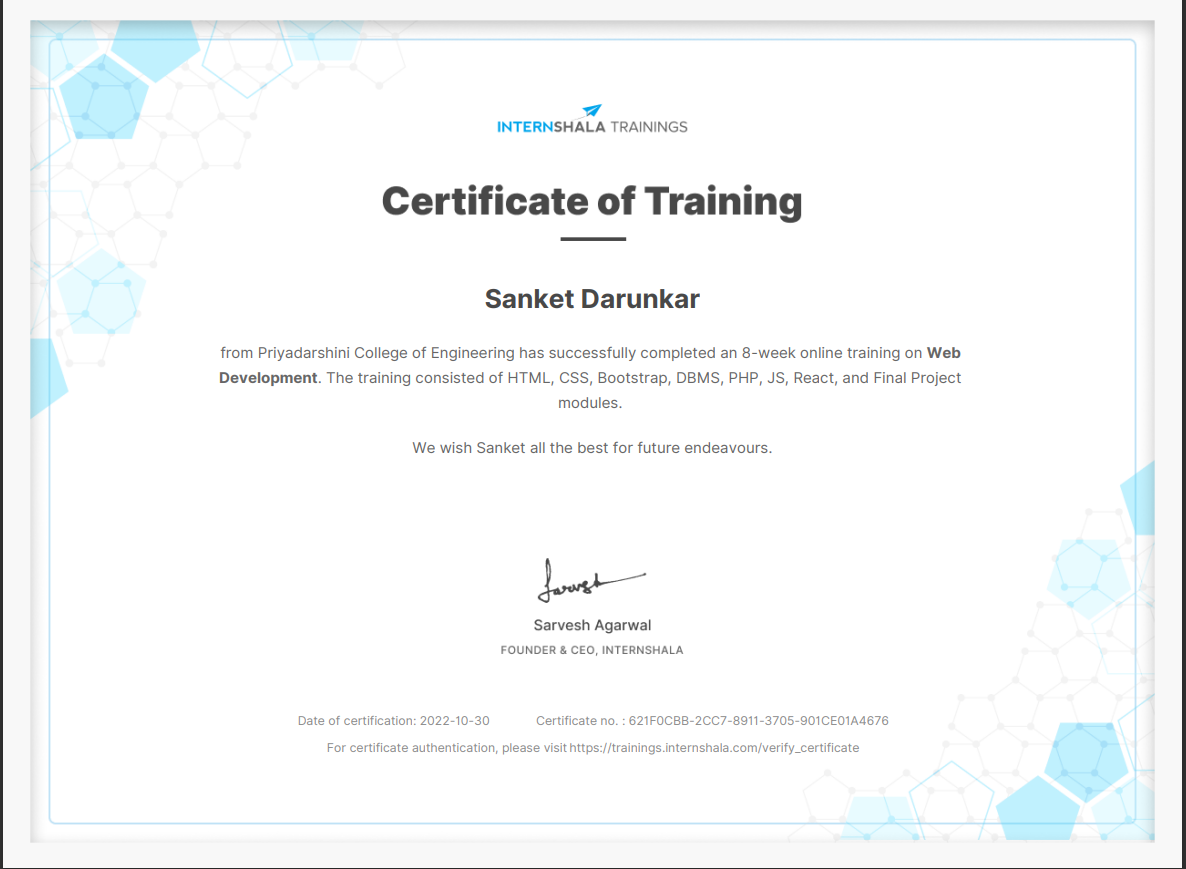 INTERNSHALA TRAININGS
Certificate of Training
Sanket Darunkar
from Priyadarshini College of Engineering has successfully completed an 8-week online training on Web
Development. The training consisted of HTML, CSS, Bootstrap, DBMS, PHP, JS, React, and Final Project
modules.
We wish Sanket all the best for future endeavours.
Sarvesh
Sarvesh Agarwal
FOUNDER & CEO, INTERNSHALA
Date of certification: 2022-10-30 Certificate no. : 621F0CBB-2CC7-8911-3705-901CE01A4676
For certificate authentication, please visit https://trainings.internshala.com/verify_certificate